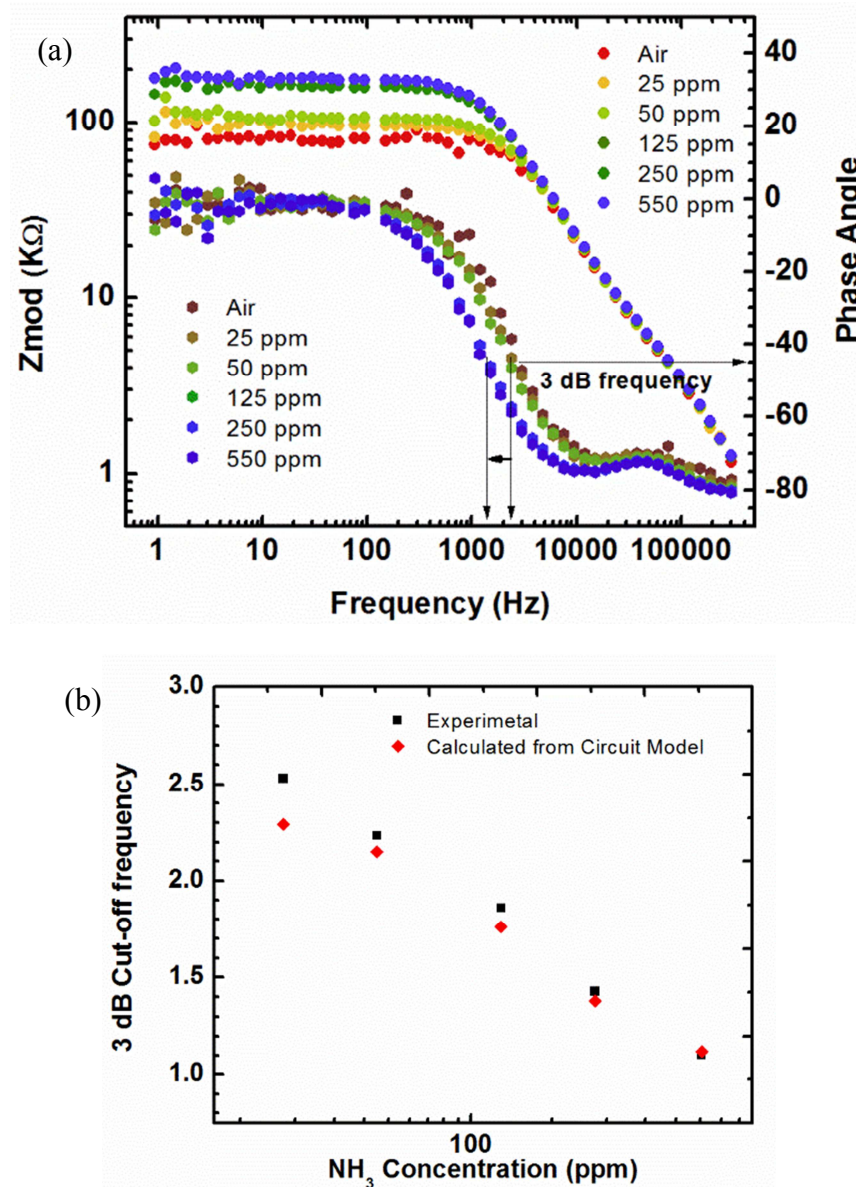 (a)
Zmod (KΩ)
100
10
1
Air
25 ppm
50 ppm
125 ppm
250 ppm
550 ppm
Air
25 ppm
50 ppm
125 ppm
250 ppm
550 ppm
3 dB frequency
40
20
0
-20
-40
-60
-80
Phase Angle
1
10
100
1000
10000
100000
Frequency (Hz)
(b)
3 dB Cut-off frequency
3.0
2.5
2.0
1.5
1.0
Experimetal
Calculated from Circuit Model
100
NH₃ Concentration (ppm)